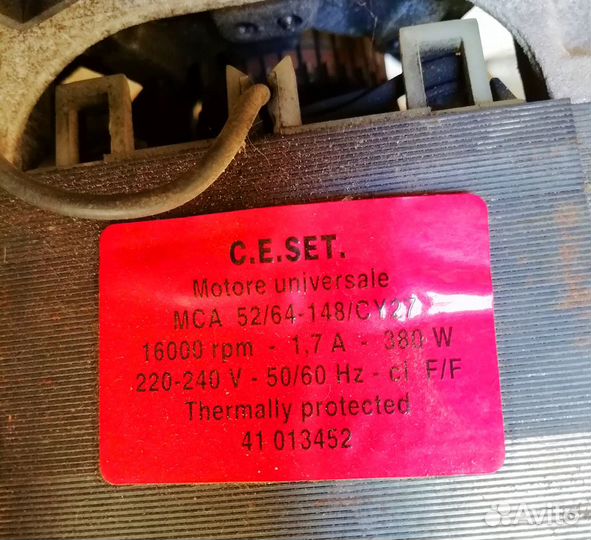 C.E.SET.
Motore universale
MCA 52/64-148/CY27
16000 rpm - 1,7 A - 380 W
220-240 V - 50/60 Hz - cl F/F
Thermally protected
41 013452
Avito